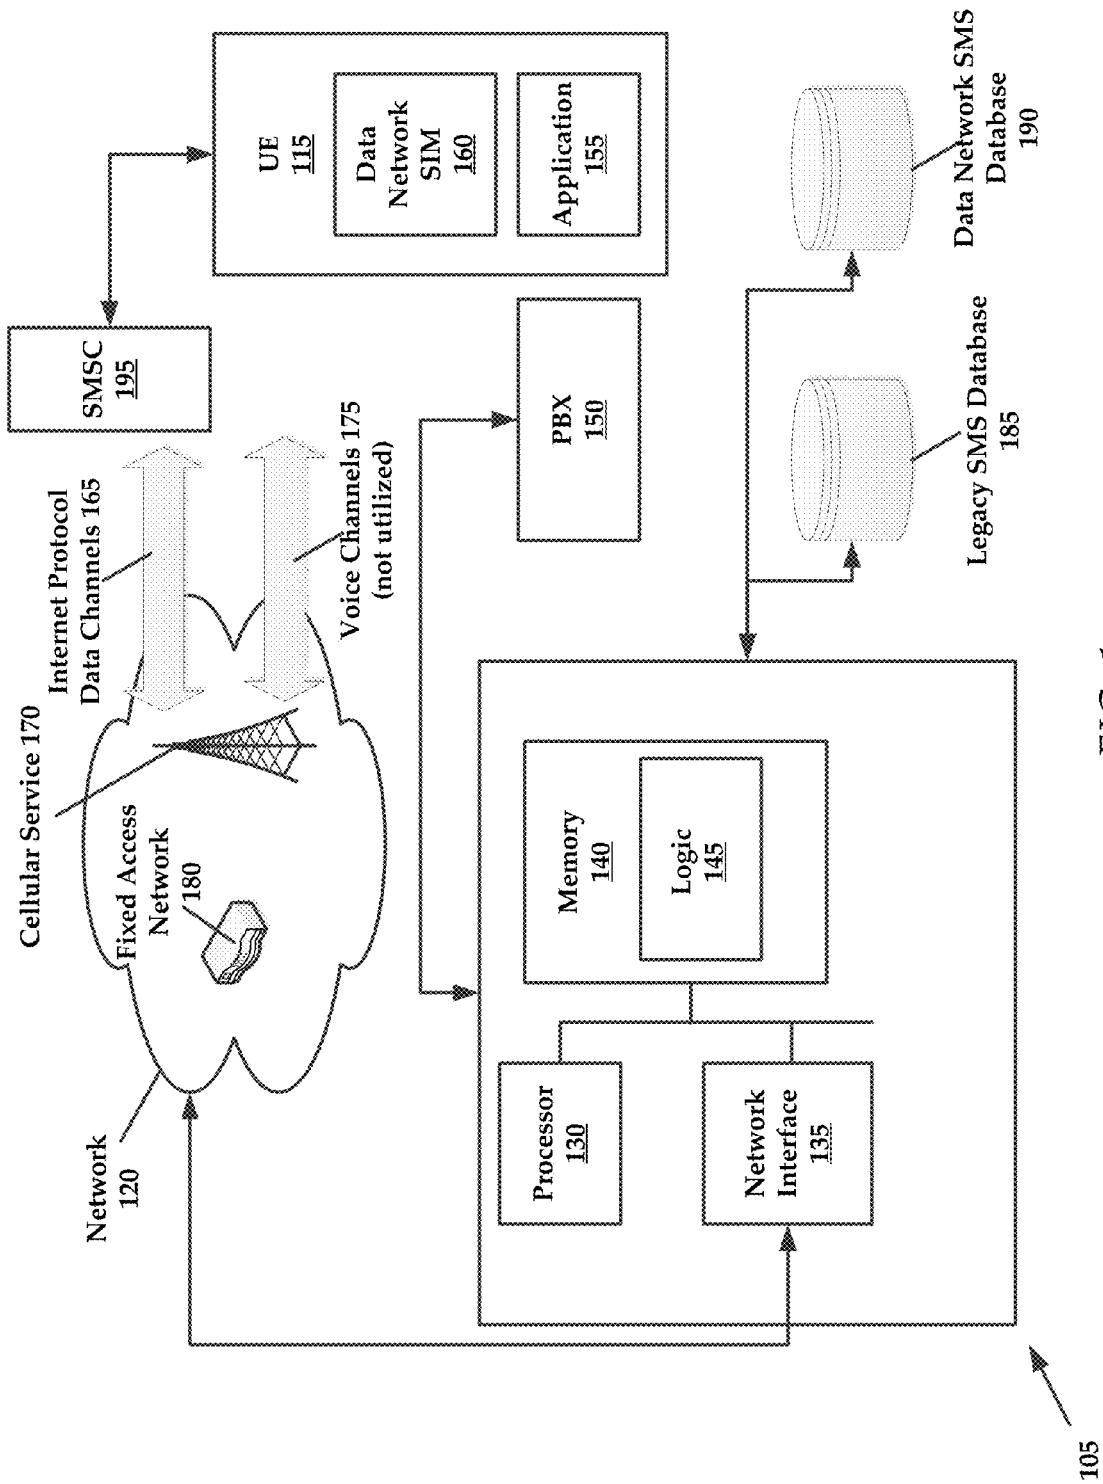 Network
120
Cellular Service 170
Fixed Access
Network
180
Internet Protocol
Data Channels 165
Voice Channels 175
(not utilized)
SMSC
195
UE
115
Data
Network
SIM
160
Application
155
PBX
150
Processor
130
Network
Interface
135
Memory
140
Logic
145
Legacy SMS Database
185
Data Network SMS
Database
190
105